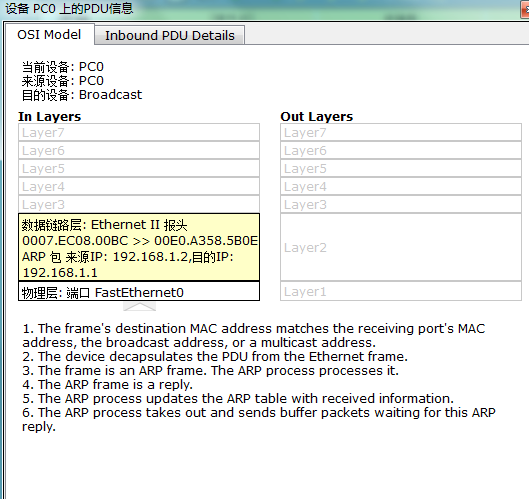 设备 PC0 上的PDU信息
OSI Model
Inbound PDU Details
当前设备: PC0
来源设备: PC0
目的设备: Broadcast
In Layers
Out Layers
Layer7
Layer7
Layer6
Layer6
Layer5
Layer5
Layer4
Layer4
Layer3
Layer3
数据链路层: Ethernet II 报头
0007.EC08.00BC >> 00E0.A358.5B0E
ARP 包 来源IP: 192.168.1.2,目的IP:
192.168.1.1
Layer2
物理层: 端口 FastEthernet0
Layer1
1. The frame's destination MAC address matches the receiving port's MAC
address, the broadcast address, or a multicast address.
2. The device decapsulates the PDU from the Ethernet frame.
3. The frame is an ARP frame. The ARP process processes it.
4. The ARP frame is a reply.
5. The ARP process updates the ARP table with received information.
6. The ARP process takes out and sends buffer packets waiting for this ARP
reply.